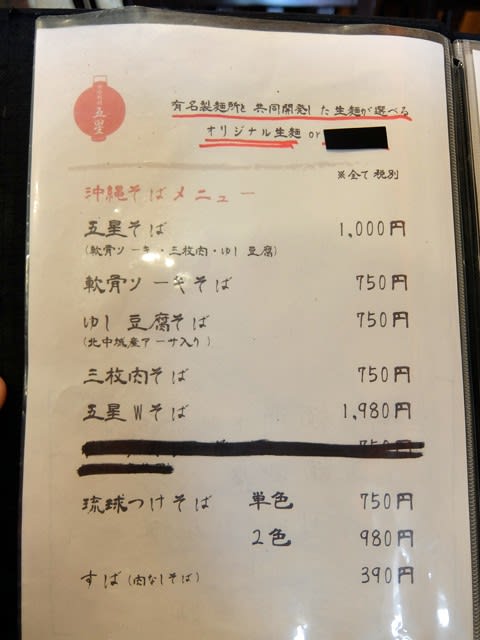 五星
有名製麺所と共同開発した生麺が選べる
オリジナル生麺 or
※全て税別
沖縄そばメニュー
五星そば 1,000円
(軟骨ソーキ・三枚肉・ゆし豆腐)
軟骨ソーキそば 750円
ゆし豆腐そば 750円
(北中城産アーサ入り)
三枚肉そば 750円
五星Wそば 1,980円
琉球つけそば 単色 750円
2色 980円
すば(肉なしそば) 390円